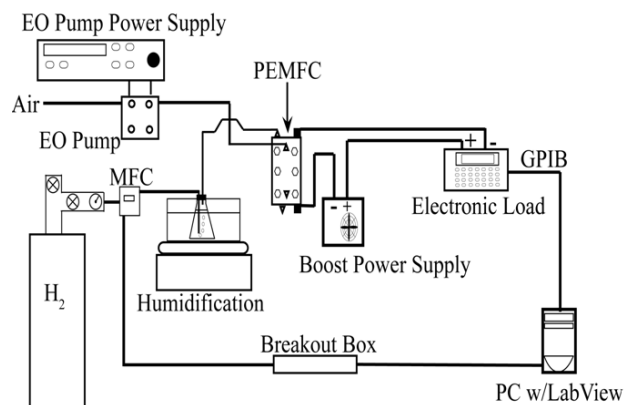 EO Pump Power Supply
PEMFC
Air
EO Pump
MFC
+ -
GPIB
Electronic Load
- +
Boost Power Supply
H2
Humidification
Breakout Box
PC w/LabView